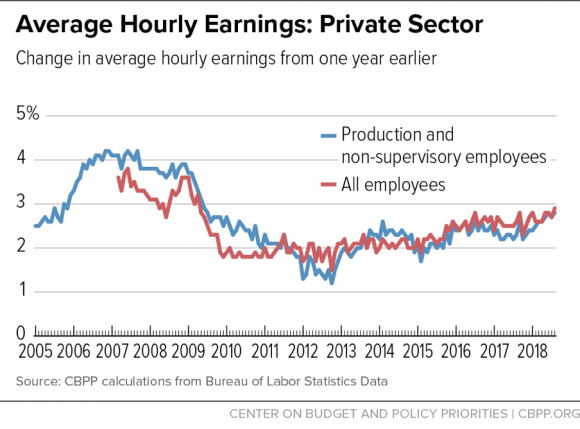 Average Hourly Earnings: Private Sector
Change in average hourly earnings from one year earlier
5%
4
3
2
1
0
Production and
non-supervisory employees
All employees
2005 2006 2007 2008 2009 2010 2011 2012 2013 2014 2015 2016 2017 2018
Source: CBPP calculations from Bureau of Labor Statistics Data
CENTER ON BUDGET AND POLICY PRIORITIES | CBPP.ORG